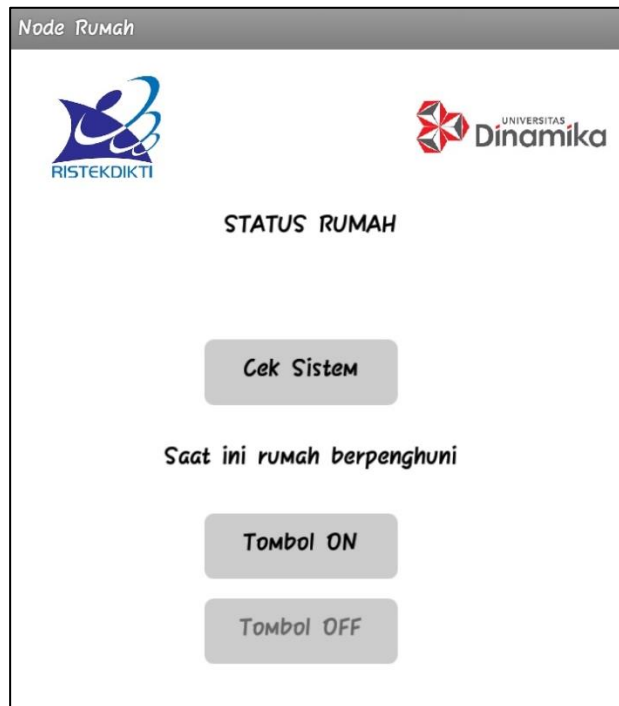 Node Rumah
RISTEKDIKTI
UNIVERSITAS
Dinamika
STATUS RUMAH
Cek Sistem
Saat ini rumah berpenghuni
Tombol ON
Tombol OFF